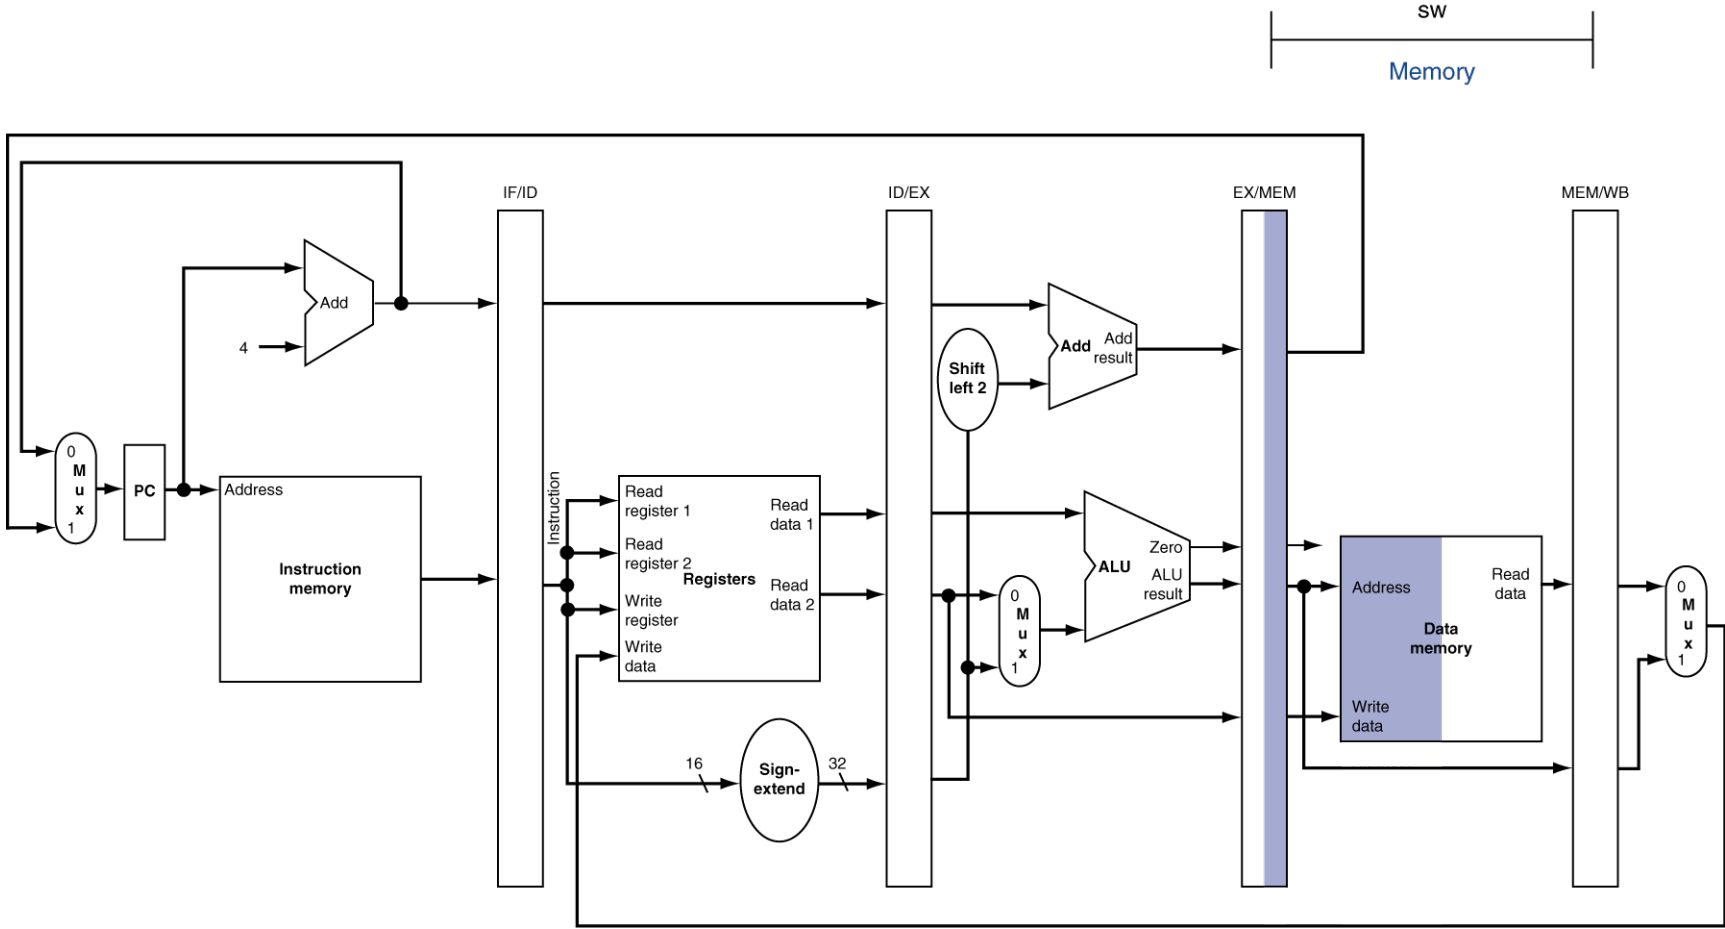 sw
Memory
IF/ID
ID/EX
EX/MEM
MEM/WB
Add
4
Add
Add
result
Shift
left 2
0
M
u
x
1
PC
Address
Instruction
memory
Instruction
Read
register 1
Read
register 2
Write
register
Write
data
Registers
Read
data 1
Read
data 2
0
M
u
x
1
Zero
ALU
ALU
result
Address
Read
data
Data
memory
Write
data
0
M
u
x
1
16
Sign-
extend
32